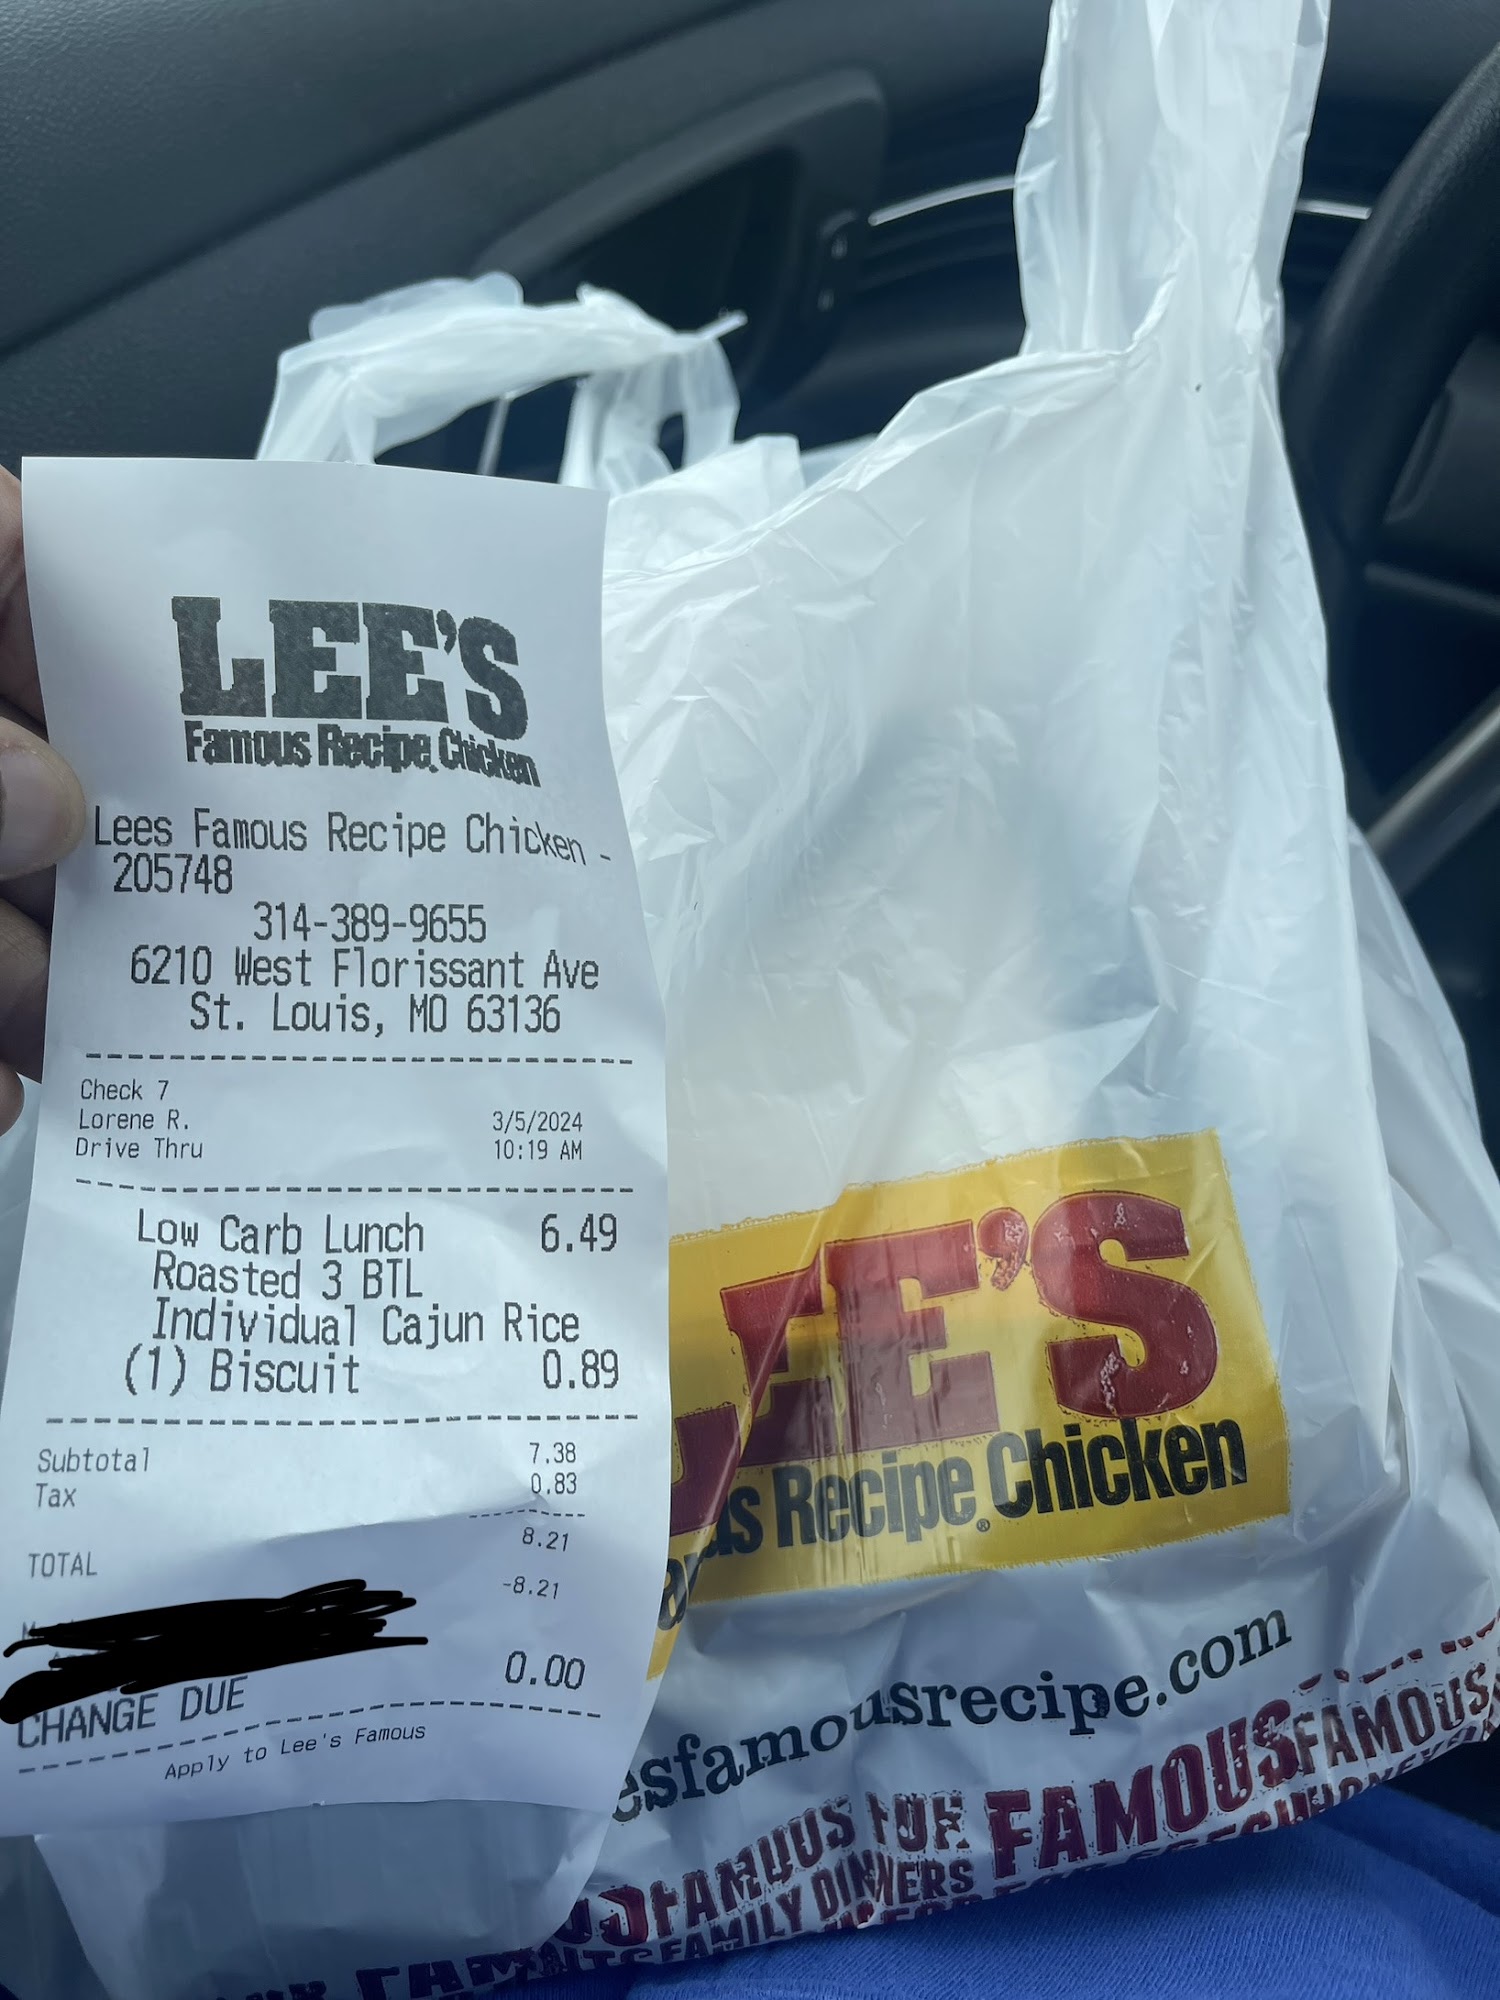 LEE'S
Famous Recipe Chicken
Lees Famous Recipe Chicken -
205748
314-389-9655
6210 West Florissant Ave
St. Louis, MO 63136
Check 7
Lorene R. 3/5/2024
Drive Thru 10:19 AM
Low Carb Lunch 6.49
Roasted 3 BTL
Individual Cajun Rice
(1) Biscuit 0.89
Subtotal 7.38
Tax 0.83
TOTAL 8.21
-8.21
CHANGE DUE 0.00
Apply to Lee's Famous
LEE'S
us Recipe Chicken
®
esfamousrecipe.com
FAMOUS FOR FAMOUS FAMOUS
FAMILY DINNERS